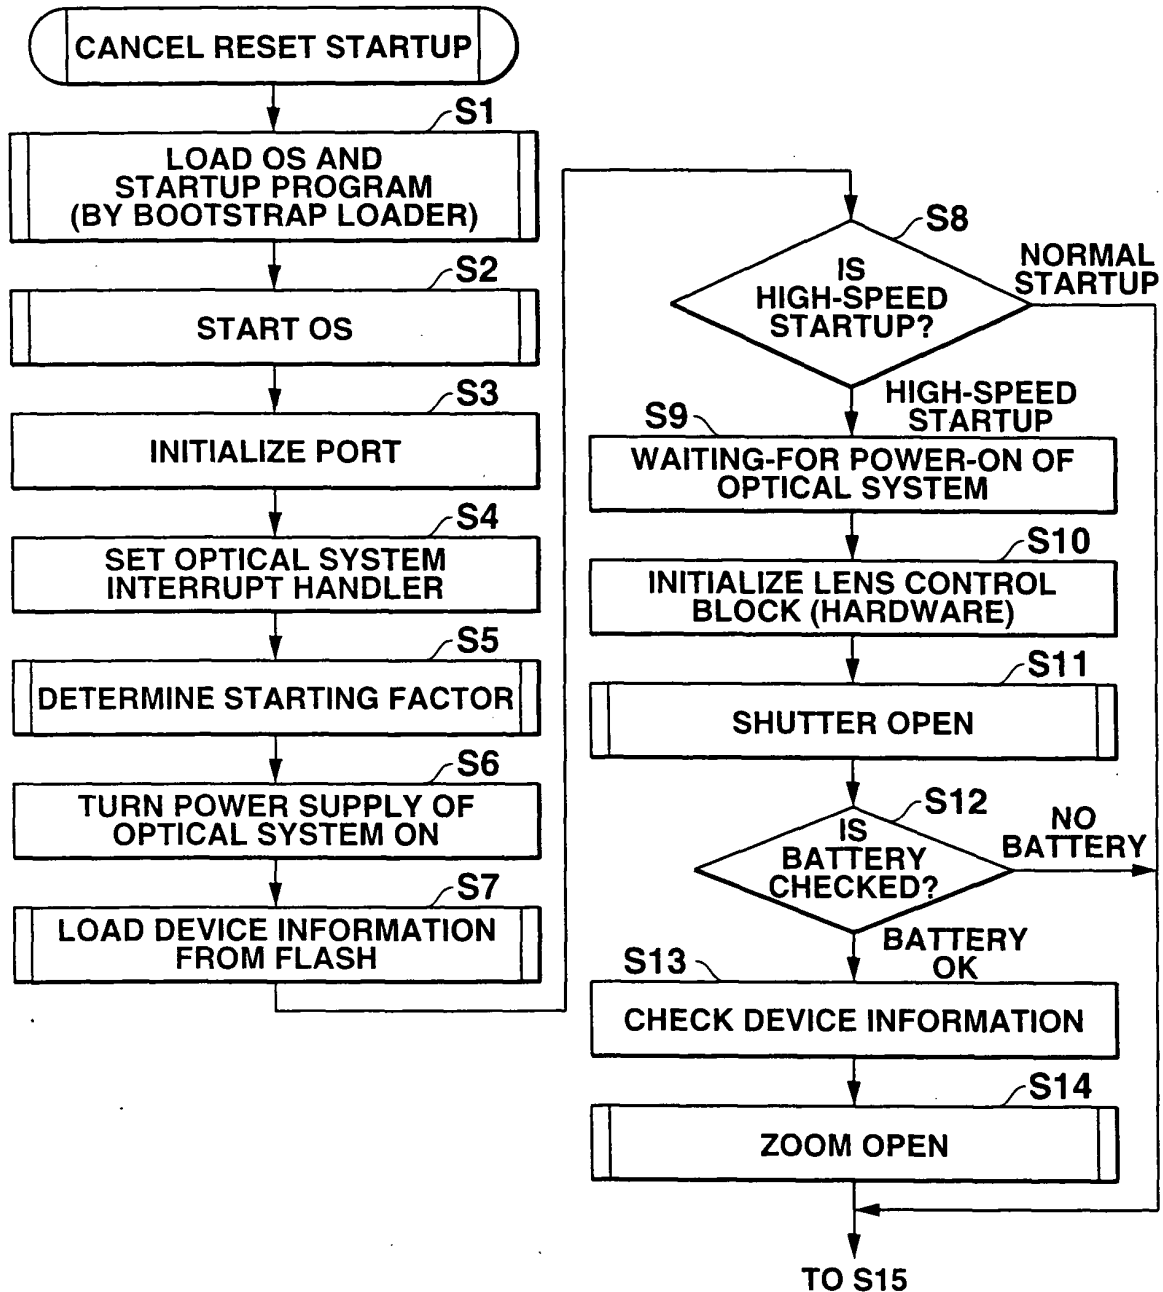 CANCEL RESET STARTUP
S1
LOAD OS AND
STARTUP PROGRAM
(BY BOOTSTRAP LOADER)
S2
START OS
S3
INITIALIZE PORT
S4
SET OPTICAL SYSTEM
INTERRUPT HANDLER
S5
DETERMINE STARTING FACTOR
S6
TURN POWER SUPPLY OF
OPTICAL SYSTEM ON
S7
LOAD DEVICE INFORMATION
FROM FLASH
S8
IS
HIGH-SPEED
STARTUP?
NORMAL
STARTUP
HIGH-SPEED
STARTUP
S9
WAITING-FOR POWER-ON OF
OPTICAL SYSTEM
S10
INITIALIZE LENS CONTROL
BLOCK (HARDWARE)
S11
SHUTTER OPEN
S12
IS
BATTERY
CHECKED?
NO
BATTERY
BATTERY
OK
S13
CHECK DEVICE INFORMATION
S14
ZOOM OPEN
TO S15